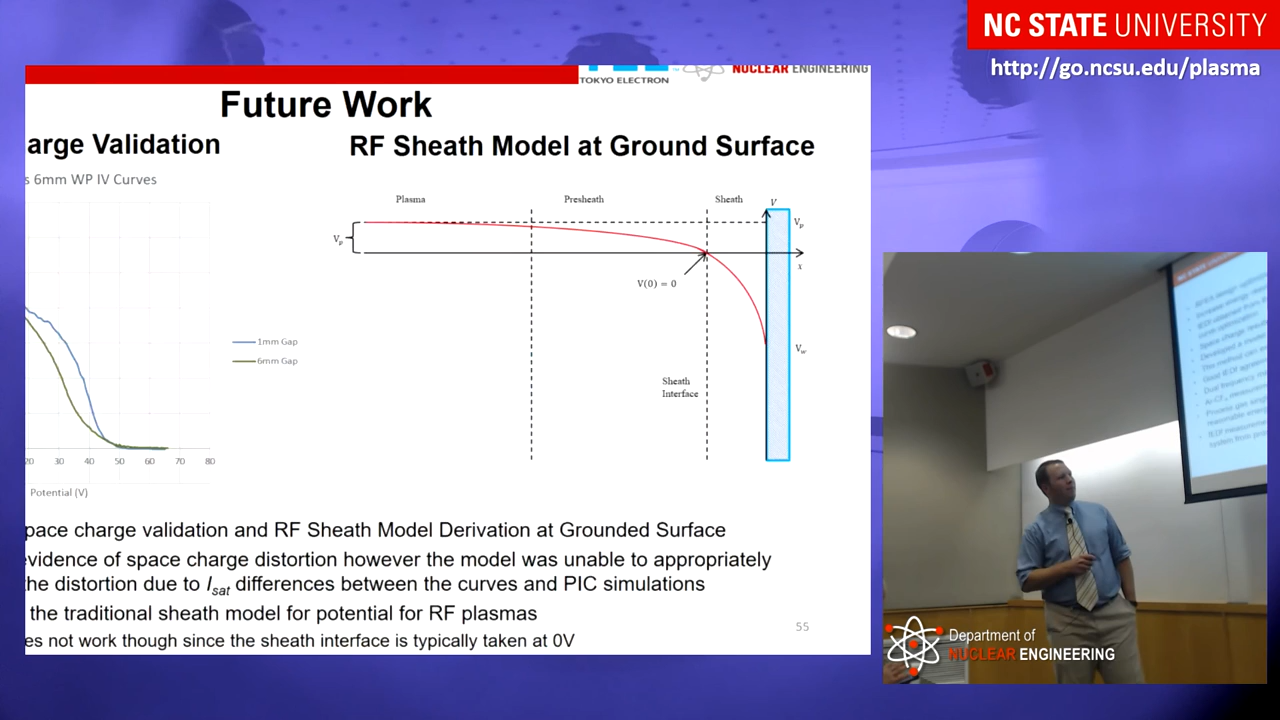 NC STATE UNIVERSITY
http://go.ncsu.edu/plasma
TOKYO ELECTRON
NUCLEAR ENGINEERING
Future Work
arge Validation
RF Sheath Model at Ground Surface
s 6mm WP IV Curves
Plasma
Presheath
Sheath
V
Vp
Vp
x
V(0) = 0
1mm Gap
6mm Gap
Vw
Sheath
Interface
20 30 40 50 60 70 80
Potential (V)
pace charge validation and RF Sheath Model Derivation at Grounded Surface
evidence of space charge distortion however the model was unable to appropriately
the distortion due to Isat differences between the curves and PIC simulations
the traditional sheath model for potential for RF plasmas
es not work though since the sheath interface is typically taken at 0V
55
Department of
NUCLEAR ENGINEERING